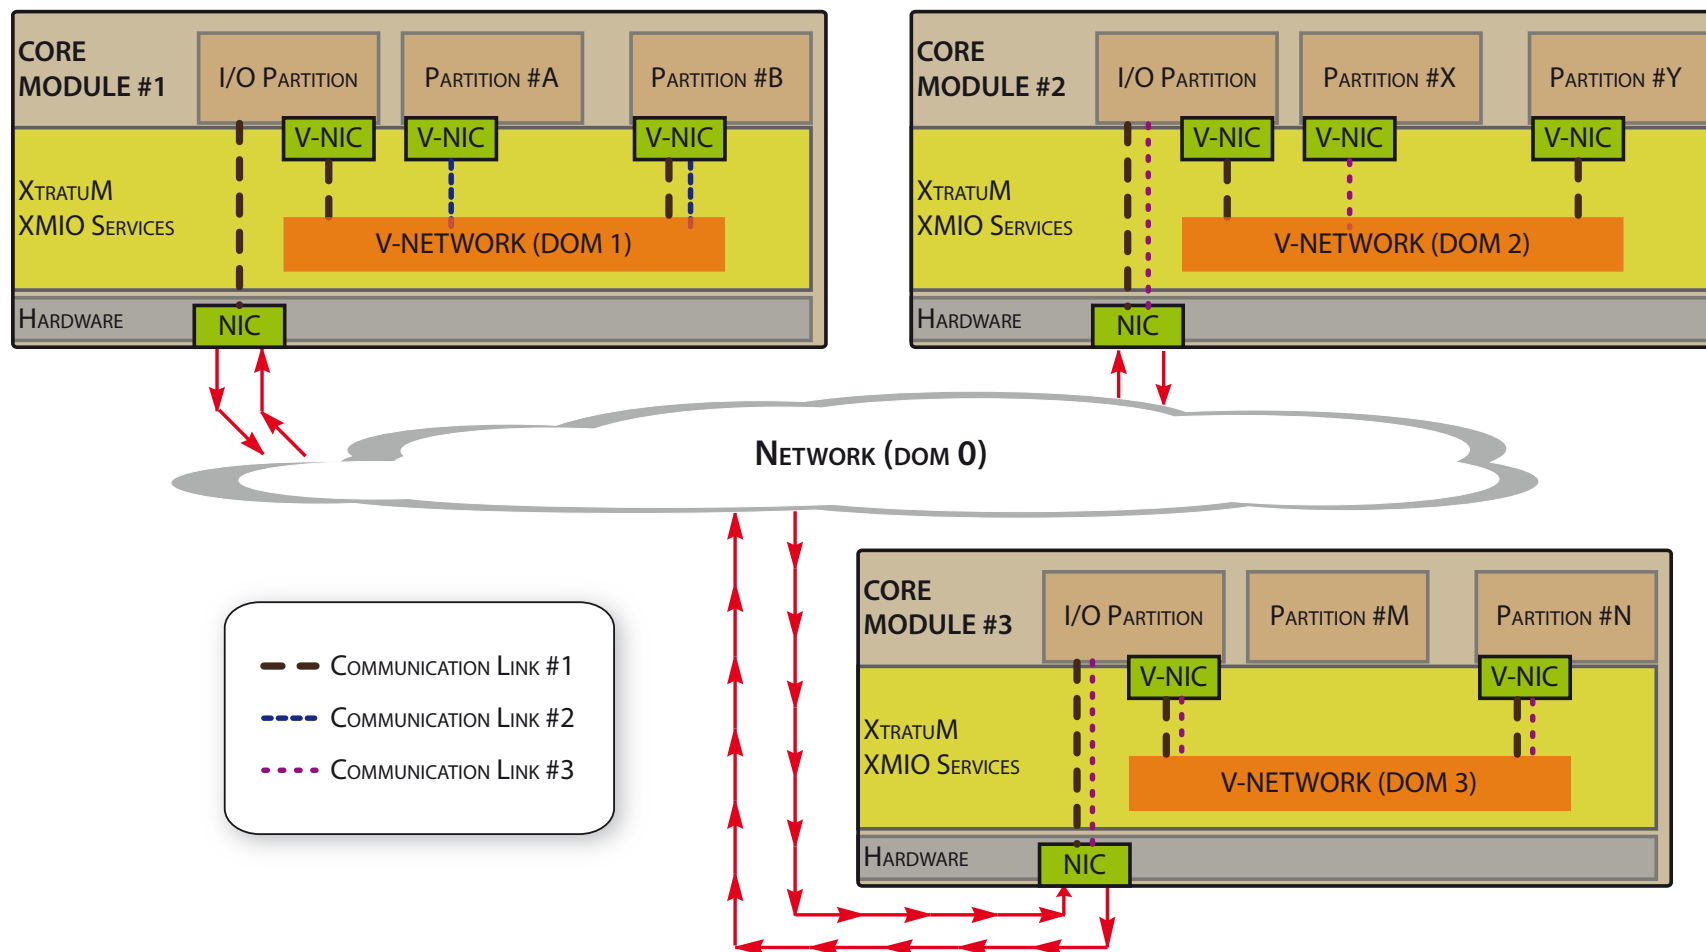 CORE
MODULE #1
I/O Partition
Partition #A
Partition #B
V-NIC
V-NIC
V-NIC
XtratuM
XMIO Services
V-NETWORK (DOM 1)
Hardware
NIC
CORE
MODULE #2
I/O Partition
Partition #X
Partition #Y
V-NIC
V-NIC
V-NIC
XtratuM
XMIO Services
V-NETWORK (DOM 2)
Hardware
NIC
Network (dom 0)
CORE
MODULE #3
I/O Partition
Partition #M
Partition #N
V-NIC
V-NIC
XtratuM
XMIO Services
V-NETWORK (DOM 3)
Hardware
NIC
Communication Link #1
Communication Link #2
Communication Link #3